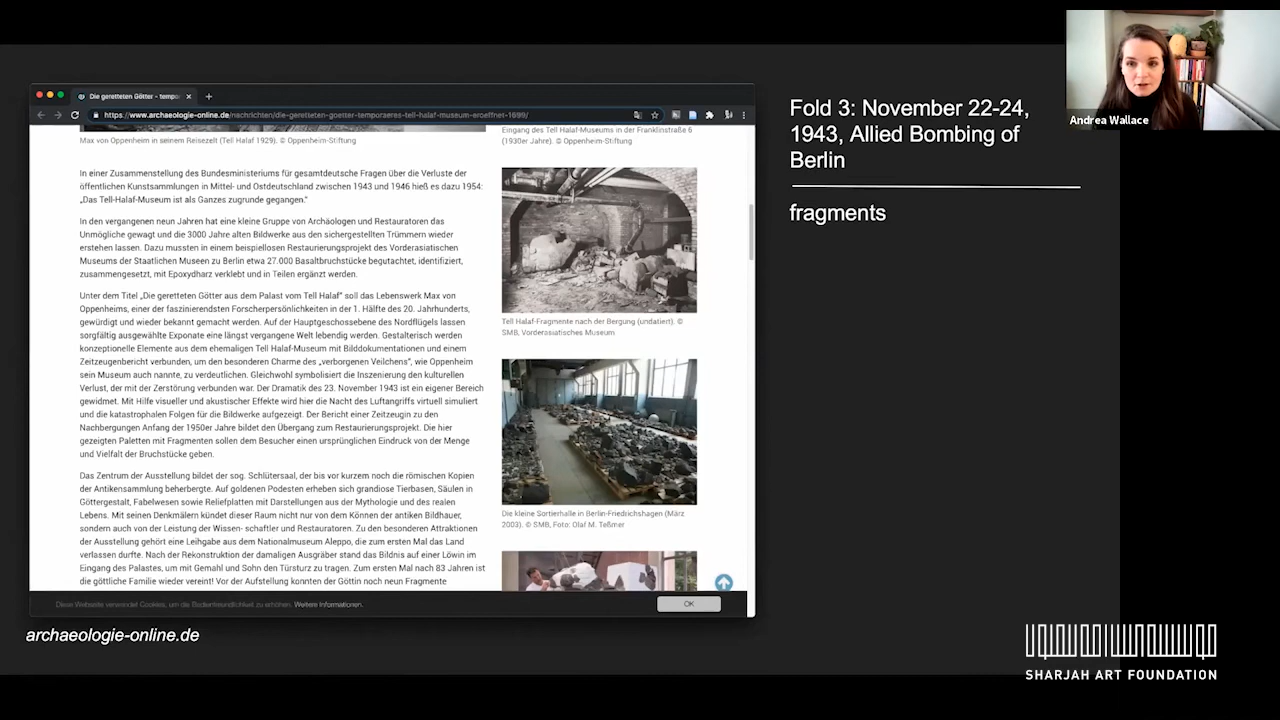 Die geretteten Götter - tempo
https://www.archaeologie-online.de/nachrichten/die-geretteten-goetter-temporaeres-tell-halaf-museum-eroeffnet-1699/
Max von Oppenheim in seinem Reisezelt (Tell Halaf 1929). © Oppenheim-Stiftung
In einer Zusammenstellung des Bundesministeriums für gesamtdeutsche Fragen über die Verluste der
öffentlichen Kunstsammlungen in Mittel- und Ostdeutschland zwischen 1943 und 1946 hieß es dazu 1954:
„Das Tell-Halaf-Museum ist als Ganzes zugrunde gegangen."
In den vergangenen neun Jahren hat eine kleine Gruppe von Archäologen und Restauratoren das
Unmögliche gewagt und die 3000 Jahre alten Bildwerke aus den sichergestellten Trümmern wieder
erstehen lassen. Dazu mussten in einem beispiellosen Restaurierungsprojekt des Vorderasiatischen
Museums der Staatlichen Museen zu Berlin etwa 27.000 Basaltbruchstücke begutachtet, identifiziert,
zusammengesetzt, mit Epoxydharz verklebt und in Teilen ergänzt werden.
Unter dem Titel „Die geretteten Götter aus dem Palast vom Tell Halaf" soll das Lebenswerk Max von
Oppenheims, einer der faszinierendsten Forscherpersönlichkeiten in der 1. Hälfte des 20. Jahrhunderts,
gewürdigt und wieder bekannt gemacht werden. Auf der Hauptgeschossebene des Nordflügels lassen
sorgfältig ausgewählte Exponate eine längst vergangene Welt lebendig werden. Gestalterisch werden
konzeptionelle Elemente aus dem ehemaligen Tell Halaf-Museum mit Bilddokumentationen und einem
Zeitzeugenbericht verbunden, um den besonderen Charme des „verborgenen Veilchens", wie Oppenheim
sein Museum auch nannte, zu verdeutlichen. Gleichwohl symbolisiert die Inszenierung den kulturellen
Verlust, der mit der Zerstörung verbunden war. Der Dramatik des 23. November 1943 ist ein eigener Bereich
gewidmet. Mit Hilfe visueller und akustischer Effekte wird hier die Nacht des Luftangriffs virtuell simuliert
und die katastrophalen Folgen für die Bildwerke aufgezeigt. Der Bericht einer Zeitzeugin zu den
Nachbergungen Anfang der 1950er Jahre bildet den Übergang zum Restaurierungsprojekt. Die hier
gezeigten Paletten mit Fragmenten sollen dem Besucher einen ursprünglichen Eindruck von der Menge
und Vielfalt der Bruchstücke geben.
Das Zentrum der Ausstellung bildet der sog. Schlütersaal, der bis vor kurzem noch die römischen Kopien
der Antikensammlung beherbergte. Auf goldenen Podesten erheben sich grandiose Tierbasen, Säulen in
Göttergestalt, Fabelwesen sowie Reliefplatten mit Darstellungen aus der Mythologie und des realen
Lebens. Mit seinen Denkmälern kündet dieser Raum nicht nur von dem Können der antiken Bildhauer,
sondern auch von der Leistung der Wissen- schaftler und Restauratoren. Zu den besonderen Attraktionen
der Ausstellung gehört eine Leihgabe aus dem Nationalmuseum Aleppo, die zum ersten Mal das Land
verlassen durfte. Nach der Rekonstruktion der damaligen Ausgräber stand das Bildnis auf einer Löwin im
Eingang des Palastes, um mit Gemahl und Sohn den Türsturz zu tragen. Zum ersten Mal nach 83 Jahren ist
die göttliche Familie wieder vereint! Vor der Aufstellung konnten der Göttin noch neun Fragmente
Eingang des Tell Halaf-Museums in der Franklinstraße 6
(1930er Jahre). © Oppenheim-Stiftung
Tell Halaf-Fragmente nach der Bergung (undatiert). ©
SMB, Vorderasiatisches Museum
Die kleine Sortierhalle in Berlin-Friedrichshagen (März
2003). © SMB, Foto: Olaf M. Teßmer
Diese Webseite verwendet Cookies, um die Bedienfreundlichkeit zu erhöhen. Weitere Informationen.
OK
archaeologie-online.de
Fold 3: November 22-24,
1943, Allied Bombing of
Berlin
fragments
Andrea Wallace
SHARJAH ART FOUNDATION